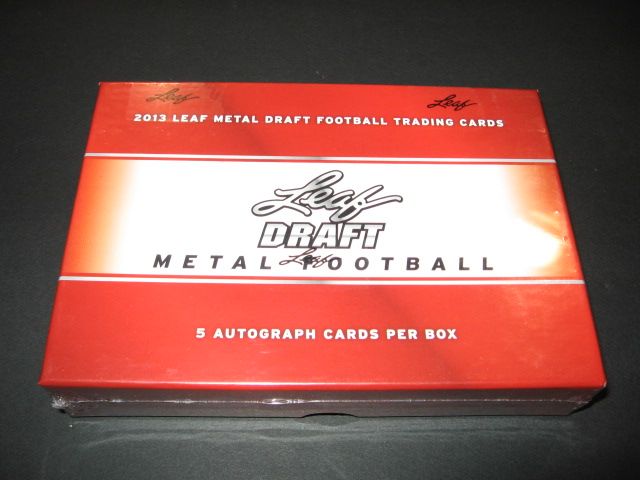 Leaf Leaf
2013 LEAF METAL DRAFT FOOTBALL TRADING CARDS
Leaf
DRAFT
METAL FOOTBALL
Leaf
5 AUTOGRAPH CARDS PER BOX